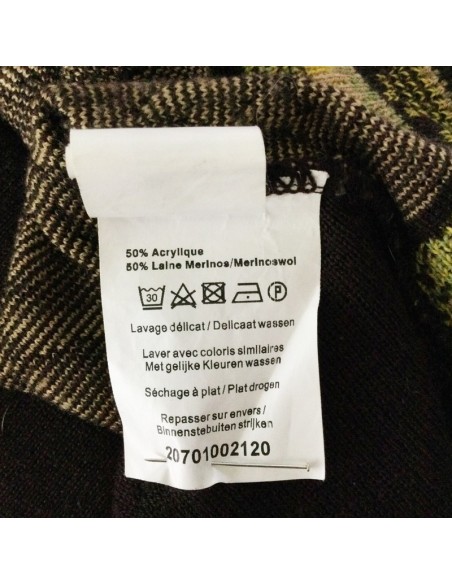 50% Acrylique
50% Laine Merinos/Merinoswol
30 P
Lavage délicat / Delicaat wassen
Laver avec coloris similaires
Met gelijke Kleuren wassen
Séchage à plat / Plat drogen
Repasser sur envers /
Binnenstebuiten strijken
20701002120